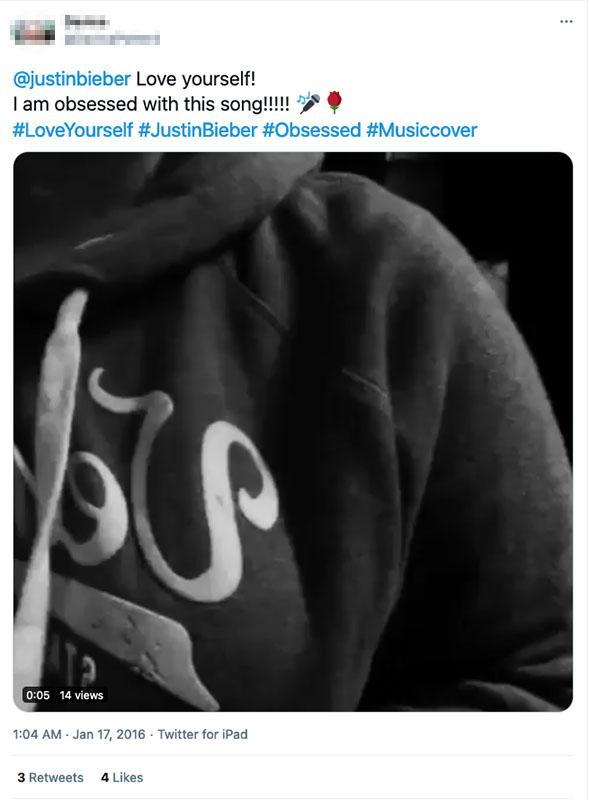 @justinbieber Love yourself!
I am obsessed with this song!!!!! 🎶🎤🌹
#LoveYourself #JustinBieber #Obsessed #Musiccover
0:05 14 views
1:04 AM · Jan 17, 2016 · Twitter for iPad
3 Retweets 4 Likes